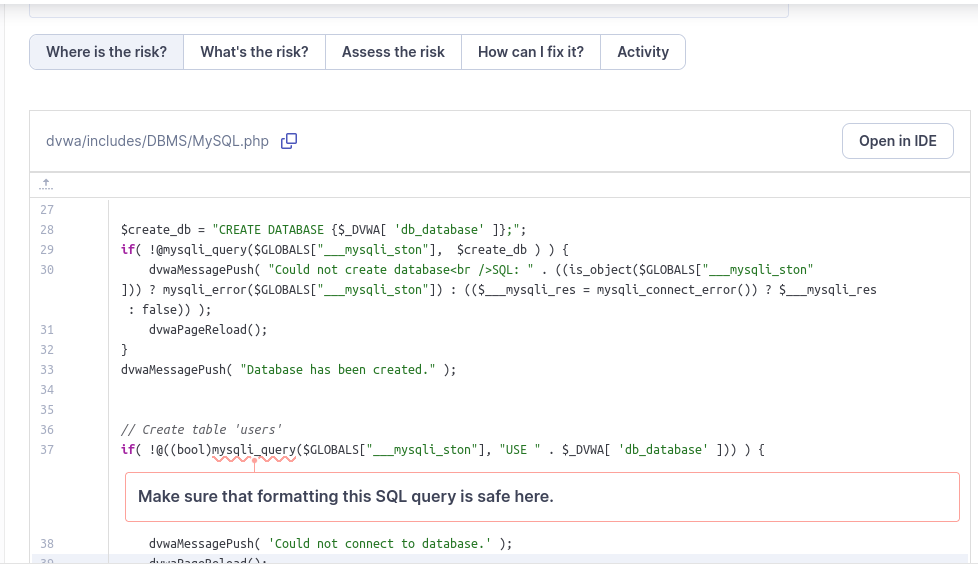 Where is the risk? What's the risk? Assess the risk How can I fix it? Activity
dvwa/includes/DBMS/MySQL.php Open in IDE
27
28 $create_db = "CREATE DATABASE {$_DVWA[ 'db_database' ]};";
29 if( !@mysqli_query($GLOBALS["___mysqli_ston"],  $create_db ) ) {
30 dvwaMessagePush( "Could not create database<br />SQL: " . ((is_object($GLOBALS["___mysqli_ston"
])) ? mysqli_error($GLOBALS["___mysqli_ston"]) : (($___mysqli_res = mysqli_connect_error()) ? $___mysqli_res
: false)) );
31 dvwaPageReload();
32 }
33 dvwaMessagePush( "Database has been created." );
34
35
36 // Create table 'users'
37 if( !@((bool)mysqli_query($GLOBALS["___mysqli_ston"], "USE " . $_DVWA[ 'db_database' ])) ) {
Make sure that formatting this SQL query is safe here.
38 dvwaMessagePush( 'Could not connect to database.' );
39 dvwaPageReload();